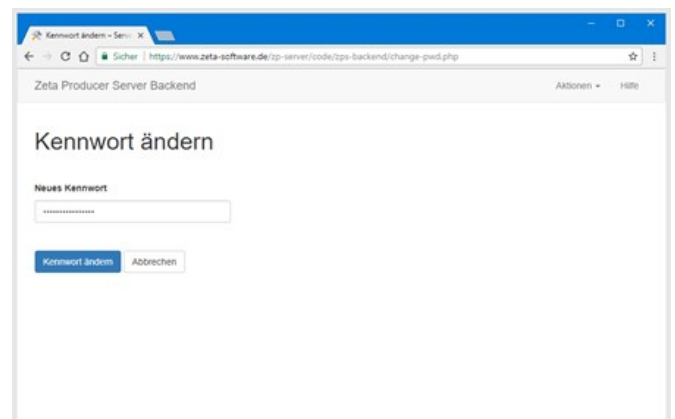 Kennwort ändern – Serv
Sicher | https://www.zeta-software.de/zp-server/code/zps-backend/change-pwd.php
Zeta Producer Server Backend Aktionen Hilfe
Kennwort ändern
Neues Kennwort
Kennwort ändern Abbrechen